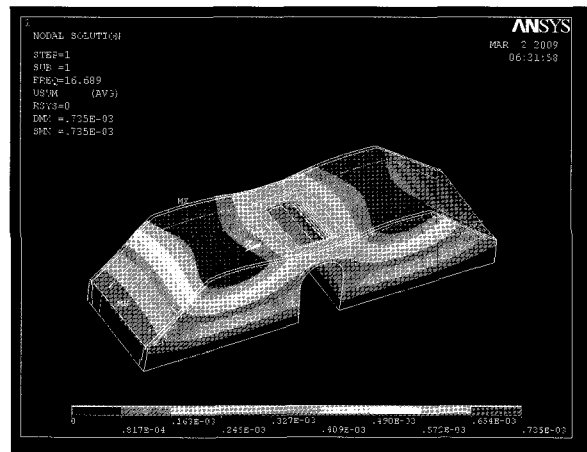 1
NODAL SOLUTION
STEP=1
SUB =1
FREQ=16.689
USUM (AVG)
RSYS=0
DMX =.735E-03
SMX =.735E-03
ANSYS
MAR 2 2009
06:31:58
MX
0 .163E-03 .327E-03 .490E-03 .654E-03
.817E-04 .245E-03 .409E-03 .572E-03 .735E-03